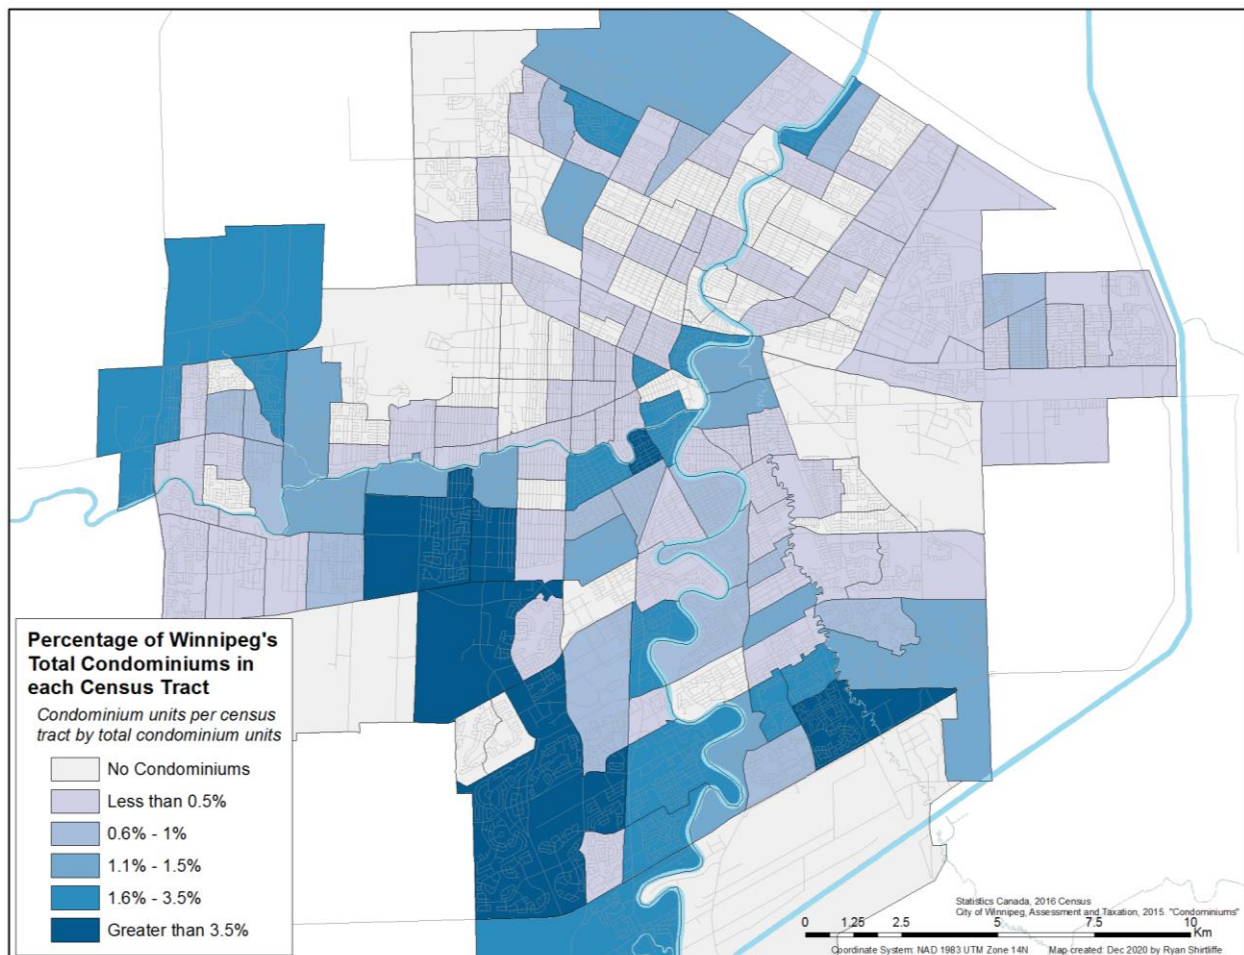 Percentage of Winnipeg's
Total Condominiums in
each Census Tract
Condominium units per census
tract by total condominium units
No Condominiums
Less than 0.5%
0.6% - 1%
1.1% - 1.5%
1.6% - 3.5%
Greater than 3.5%
Statistics Canada, 2016 Census
City of Winnipeg, Assessment and Taxation, 2015. "Condominiums"
0 1.25 2.5 5 7.5 10
Km
Coordinate System: NAD 1983 UTM Zone 14N Map created: Dec 2020 by Ryan Shirtliffe